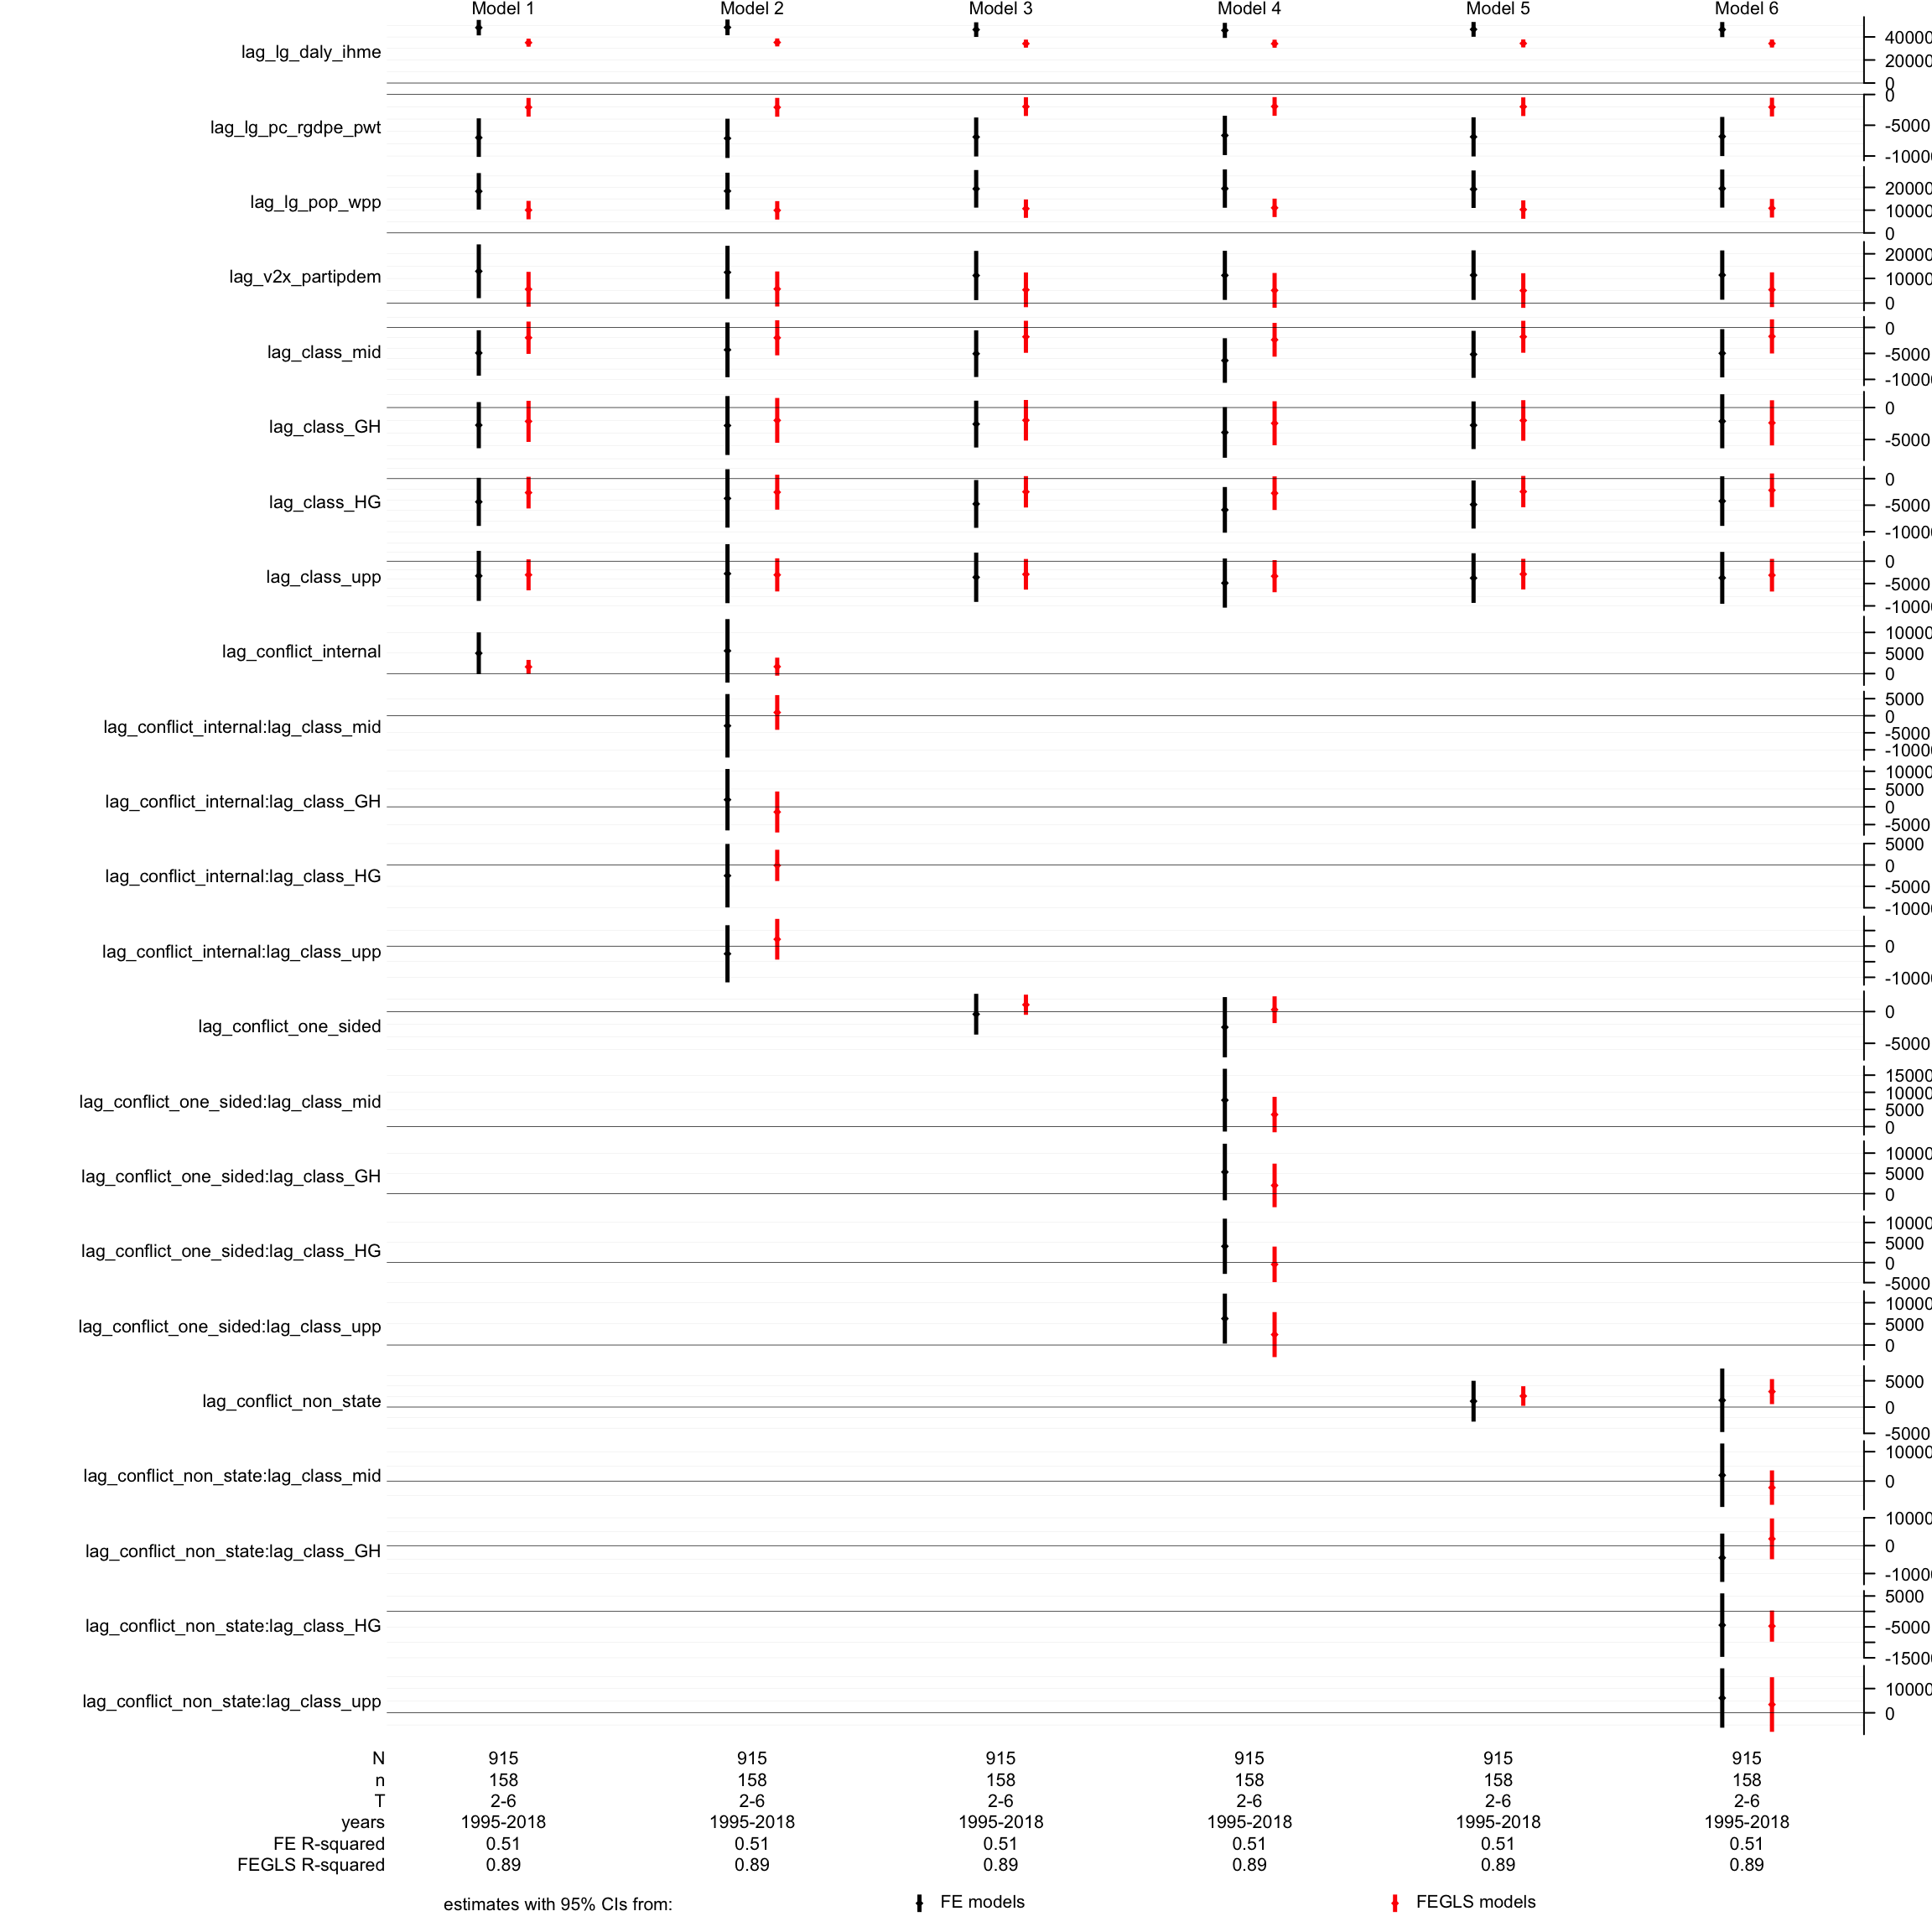 Model 1 Model 2 Model 3 Model 4 Model 5 Model 6
lag_lg_daly_ihme
40000
20000
0
lag_lg_pc_rgdpe_pwt
0
-5000
-10000
lag_lg_pop_wpp
20000
10000
0
lag_v2x_partipdem
20000
10000
0
lag_class_mid
0
-5000
-10000
lag_class_GH
0
-5000
lag_class_HG
0
-5000
-10000
lag_class_upp
0
-5000
-10000
lag_conflict_internal
10000
5000
0
lag_conflict_internal:lag_class_mid
5000
0
-5000
-10000
lag_conflict_internal:lag_class_GH
10000
5000
0
-5000
lag_conflict_internal:lag_class_HG
5000
0
-5000
-10000
lag_conflict_internal:lag_class_upp
0
-10000
lag_conflict_one_sided
0
-5000
lag_conflict_one_sided:lag_class_mid
15000
10000
5000
0
lag_conflict_one_sided:lag_class_GH
10000
5000
0
lag_conflict_one_sided:lag_class_HG
10000
5000
0
-5000
lag_conflict_one_sided:lag_class_upp
10000
5000
0
lag_conflict_non_state
5000
0
-5000
lag_conflict_non_state:lag_class_mid
10000
0
lag_conflict_non_state:lag_class_GH
10000
0
-10000
lag_conflict_non_state:lag_class_HG
5000
-5000
-15000
lag_conflict_non_state:lag_class_upp
10000
0
N 915 915 915 915 915 915
n 158 158 158 158 158 158
T 2-6 2-6 2-6 2-6 2-6 2-6
years 1995-2018 1995-2018 1995-2018 1995-2018 1995-2018 1995-2018
FE R-squared 0.51 0.51 0.51 0.51 0.51 0.51
FEGLS R-squared 0.89 0.89 0.89 0.89 0.89 0.89
estimates with 95% CIs from: FE models FEGLS models